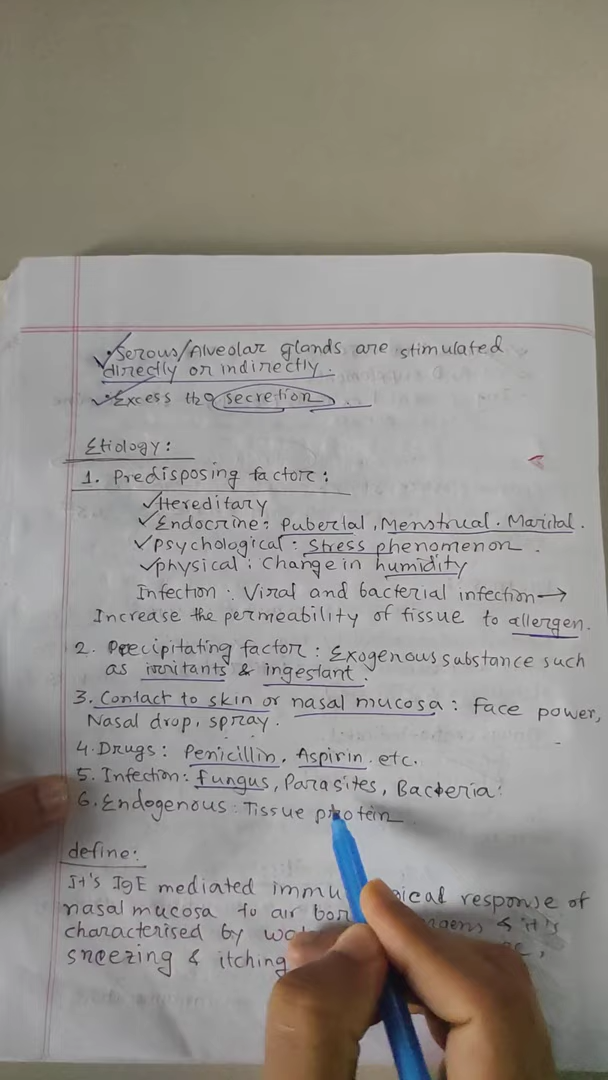 Serous/Alveolar glands are stimulated
directly or indirectly.
Excess H2O secretion.
Etiology:
1. Predisposing factor:
Hereditary
Endocrine: Pubertal, Menstrual. Marital.
Psychological: Stress phenomenon.
Physical: Change in humidity
Infection: Viral and bacterial infection→
Increase the permeability of tissue to allergen.
2. Precipitating factor: Exogenous substance such
as irritants & ingestant.
3. Contact to skin or nasal mucosa: Face power,
Nasal drop, spray.
4. Drugs: Penicillin, Aspirin. etc.
5. Infection: fungus, Parasites, Bacteria:
6. Endogenous: Tissue protein.
define:
It's IgE mediated response of
nasal mucosa to air & it's
characterised by
sneezing & itching